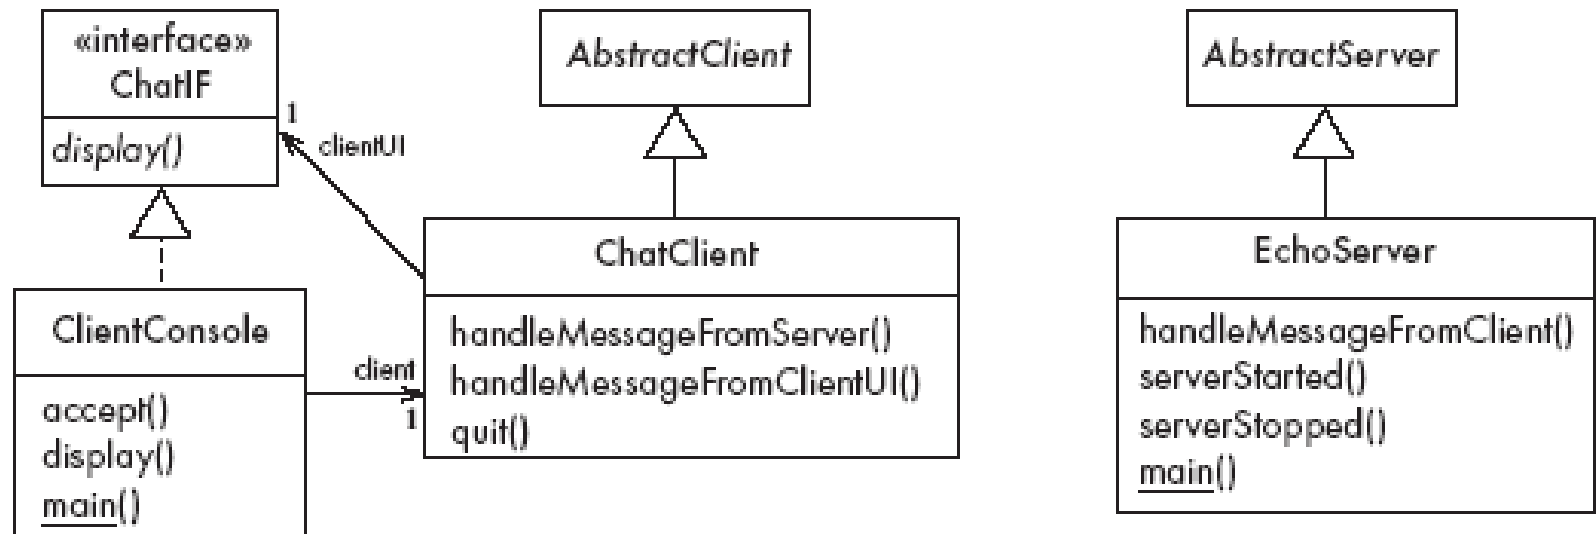 «interface»
ChatIF
display()
1
clientUI
ClientConsole
accept()
display()
main()
client
1
AbstractClient
ChatClient
handleMessageFromServer()
handleMessageFromClientUI()
quit()
AbstractServer
EchoServer
handleMessageFromClient()
serverStarted()
serverStopped()
main()